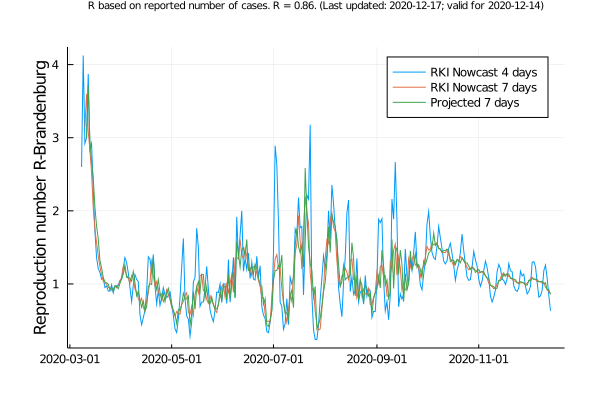 R based on reported number of cases. R = 0.86. (Last updated: 2020-12-17; valid for 2020-12-14)
Reproduction number R-Brandenburg
4
3
2
1
RKI Nowcast 4 days
RKI Nowcast 7 days
Projected 7 days
2020-03-01 2020-05-01 2020-07-01 2020-09-01 2020-11-01